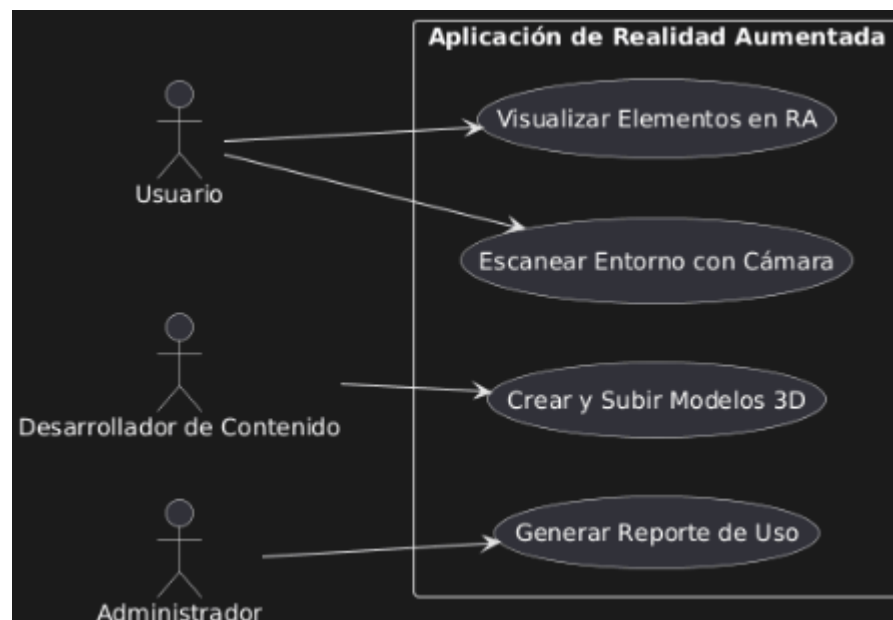 Aplicación de Realidad Aumentada
Visualizar Elementos en RA
Usuario
Escanear Entorno con Cámara
Crear y Subir Modelos 3D
Desarrollador de Contenido
Generar Reporte de Uso
Administrador